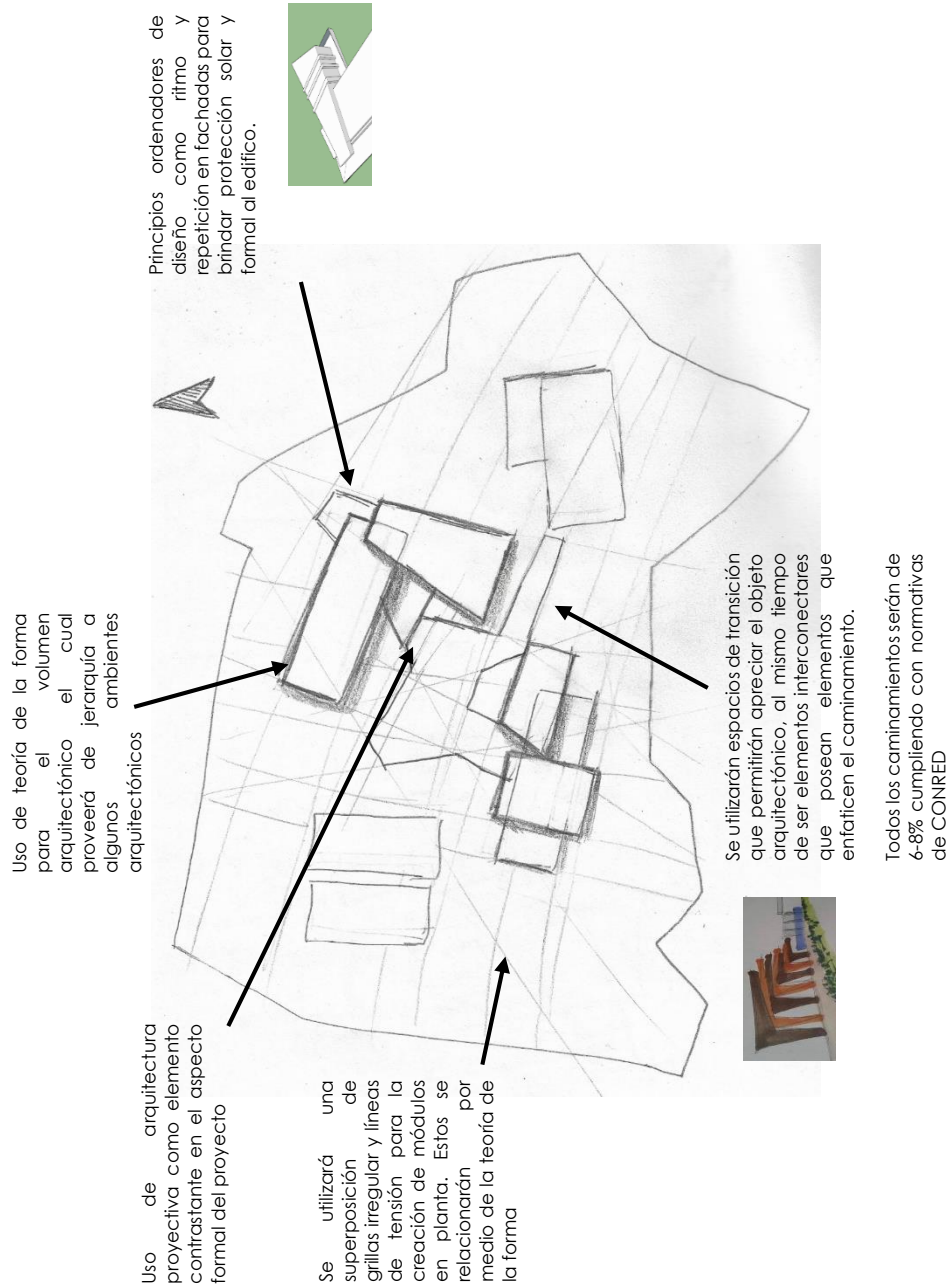 Uso de teoría de la forma
para el volumen
arquitectónico el cual
proveerá de jerarquía a
algunos ambientes
arquitectónicos
Uso de arquitectura
proyectiva como elemento
contrastante en el aspecto
formal del proyecto
Principios ordenadores de
diseño como ritmo y
repetición en fachadas para
brindar protección solar y
formal al edifico.
Se utilizará una
superposición de
grillas irregular y líneas
de tensión para la
creación de módulos
en planta. Estos se
relacionarán por
medio de la teoría de
la forma
Se utilizarán espacios de transición
que permitirán apreciar el objeto
arquitectónico, al mismo tiempo
de ser elementos interconectares
que posean elementos que
enfaticen el caminamiento.
Todos los caminamientos serán de
6-8% cumpliendo con normativas
de CONRED